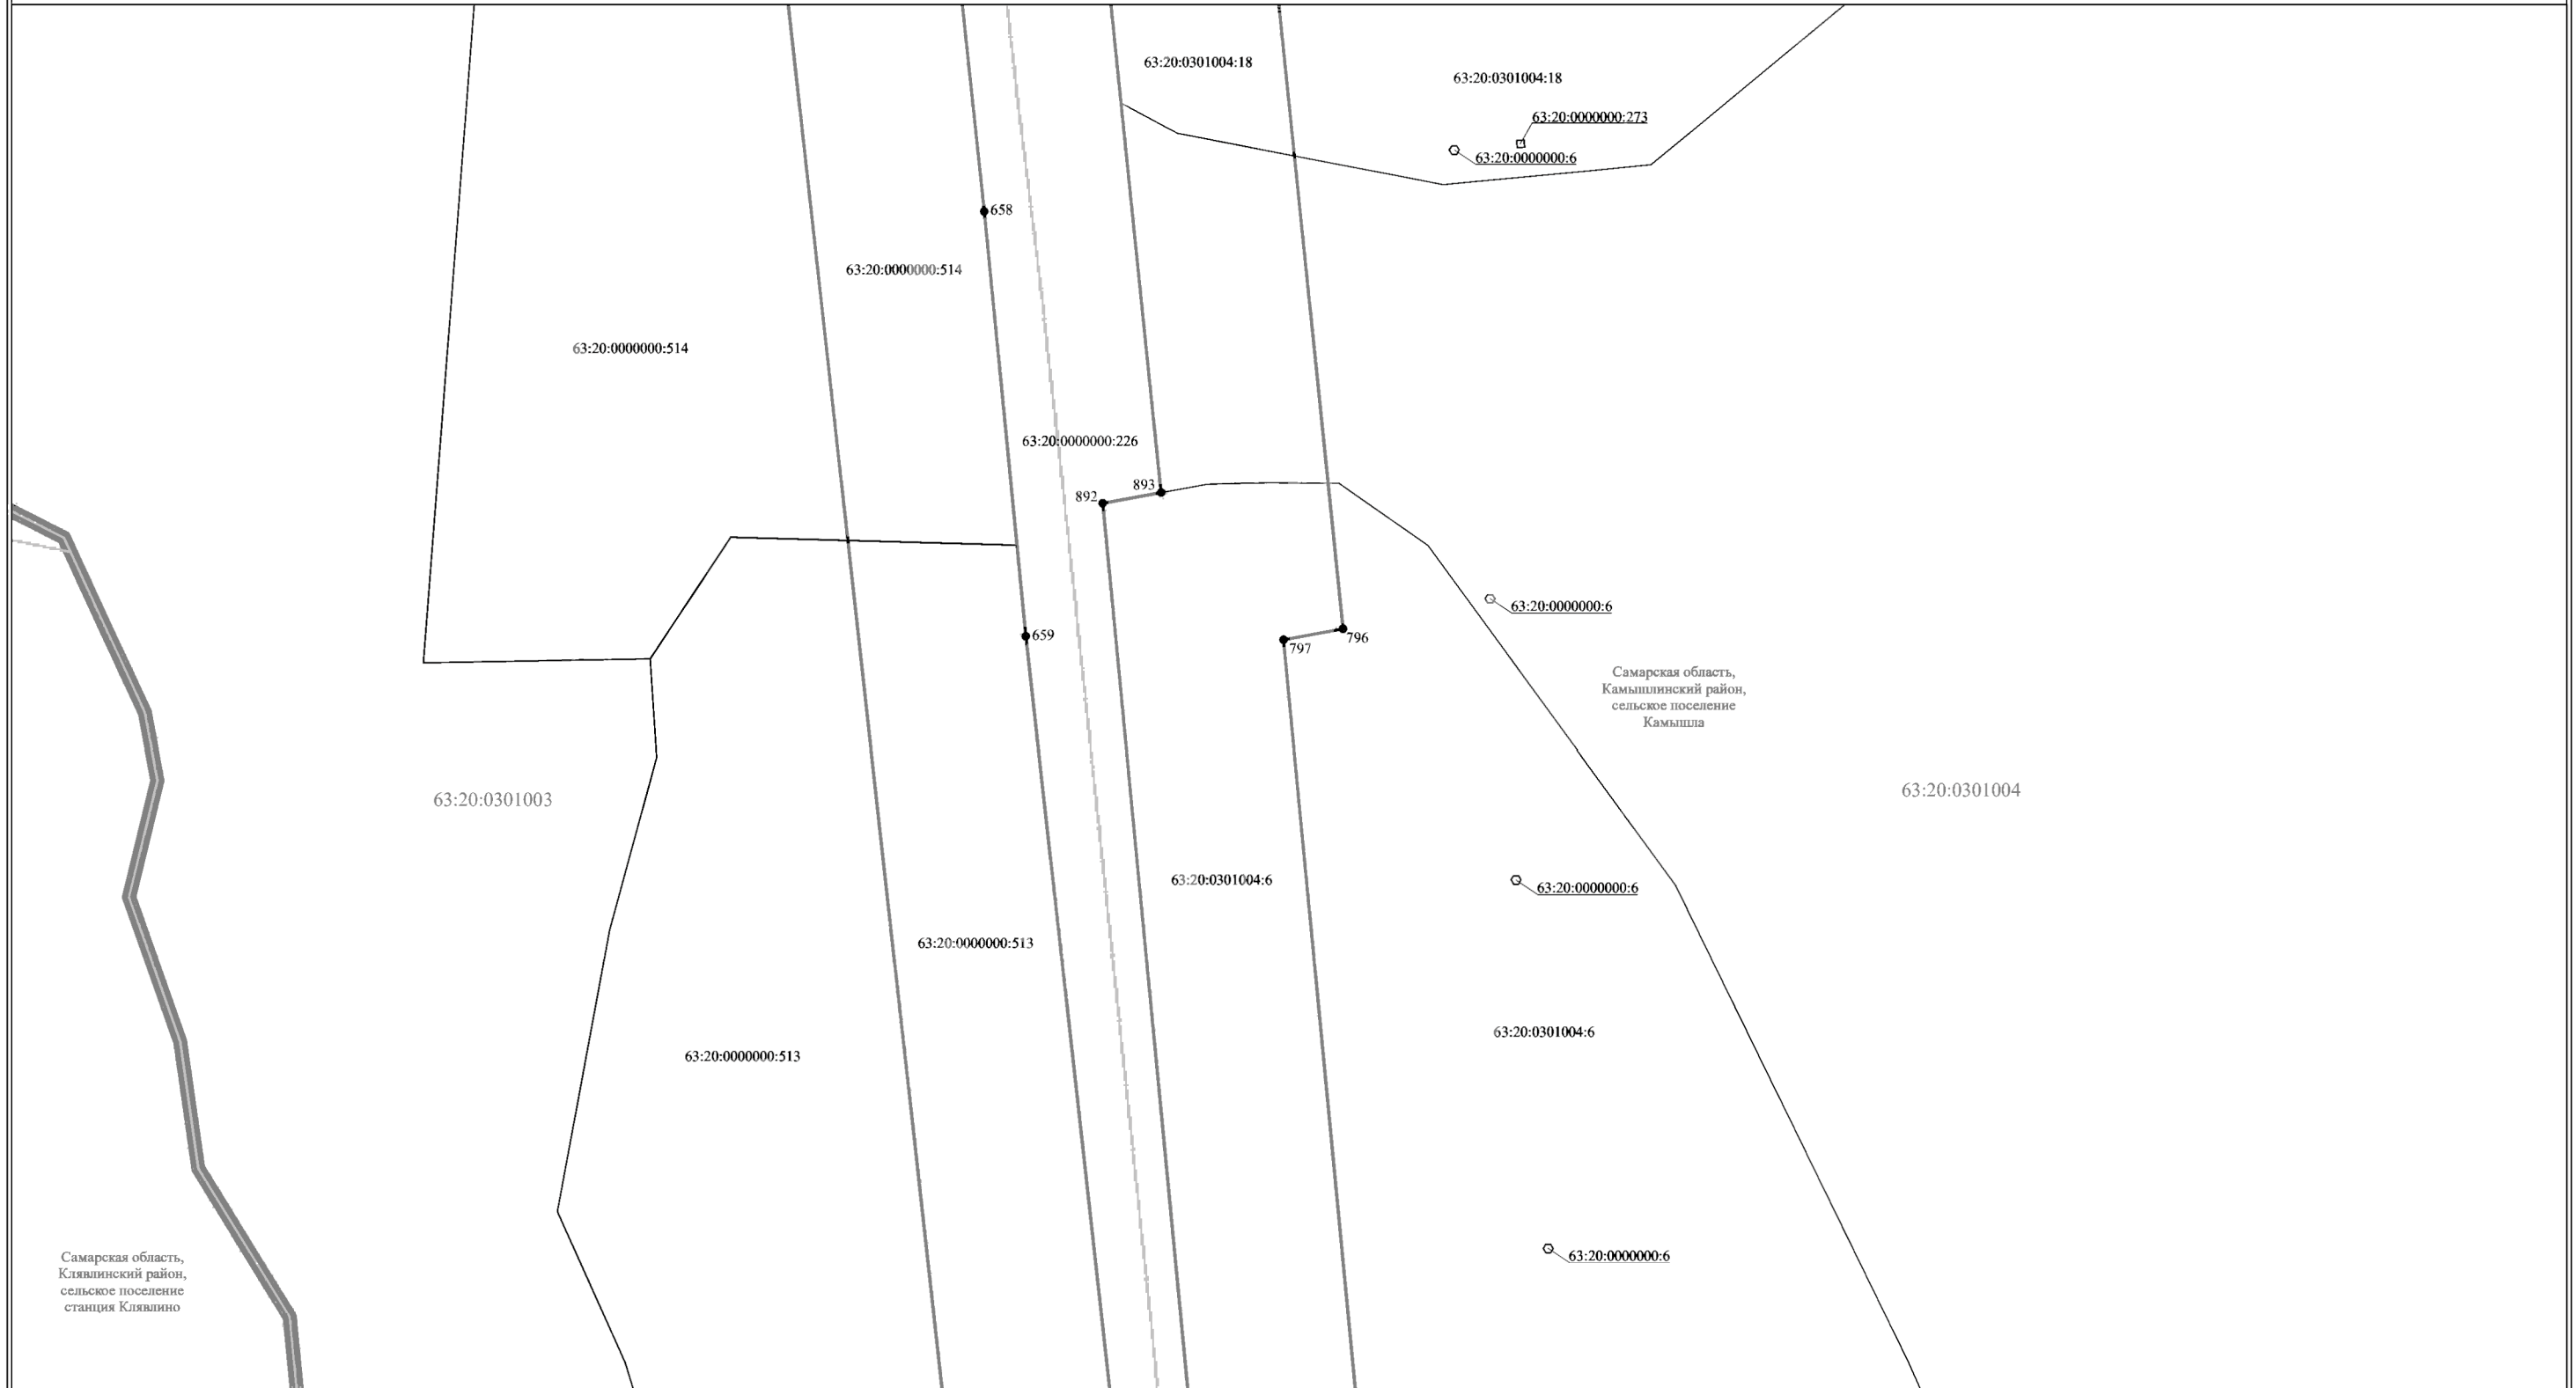 63:20:0301004:18
63:20:0301004:18
63:20:0000000:273
63:20:0000000:6
658
63:20:0000000:514
63:20:0000000:514
63:20:0000000:226
893
892
63:20:0000000:6
659
796
797
Самарская область,
Камышлинский район,
сельское поселение
Камышла
63:20:0301004
63:20:0301003
63:20:0301004:6
63:20:0000000:6
63:20:0000000:513
63:20:0301004:6
63:20:0000000:513
63:20:0000000:6
Самарская область,
Клявлинский район,
сельское поселение
станция Клявлино